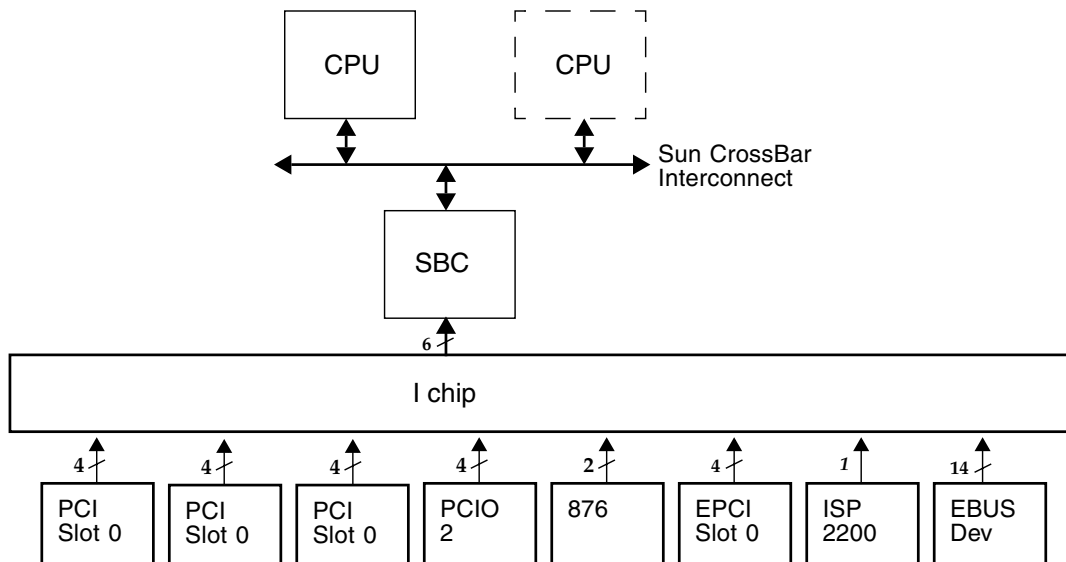 CPU
CPU
Sun CrossBar
Interconnect
SBC
6
I chip
4
4
4
4
2
4
1
14
PCI
Slot 0
PCI
Slot 0
PCI
Slot 0
PCIO
2
876
EPCI
Slot 0
ISP
2200
EBUS
Dev